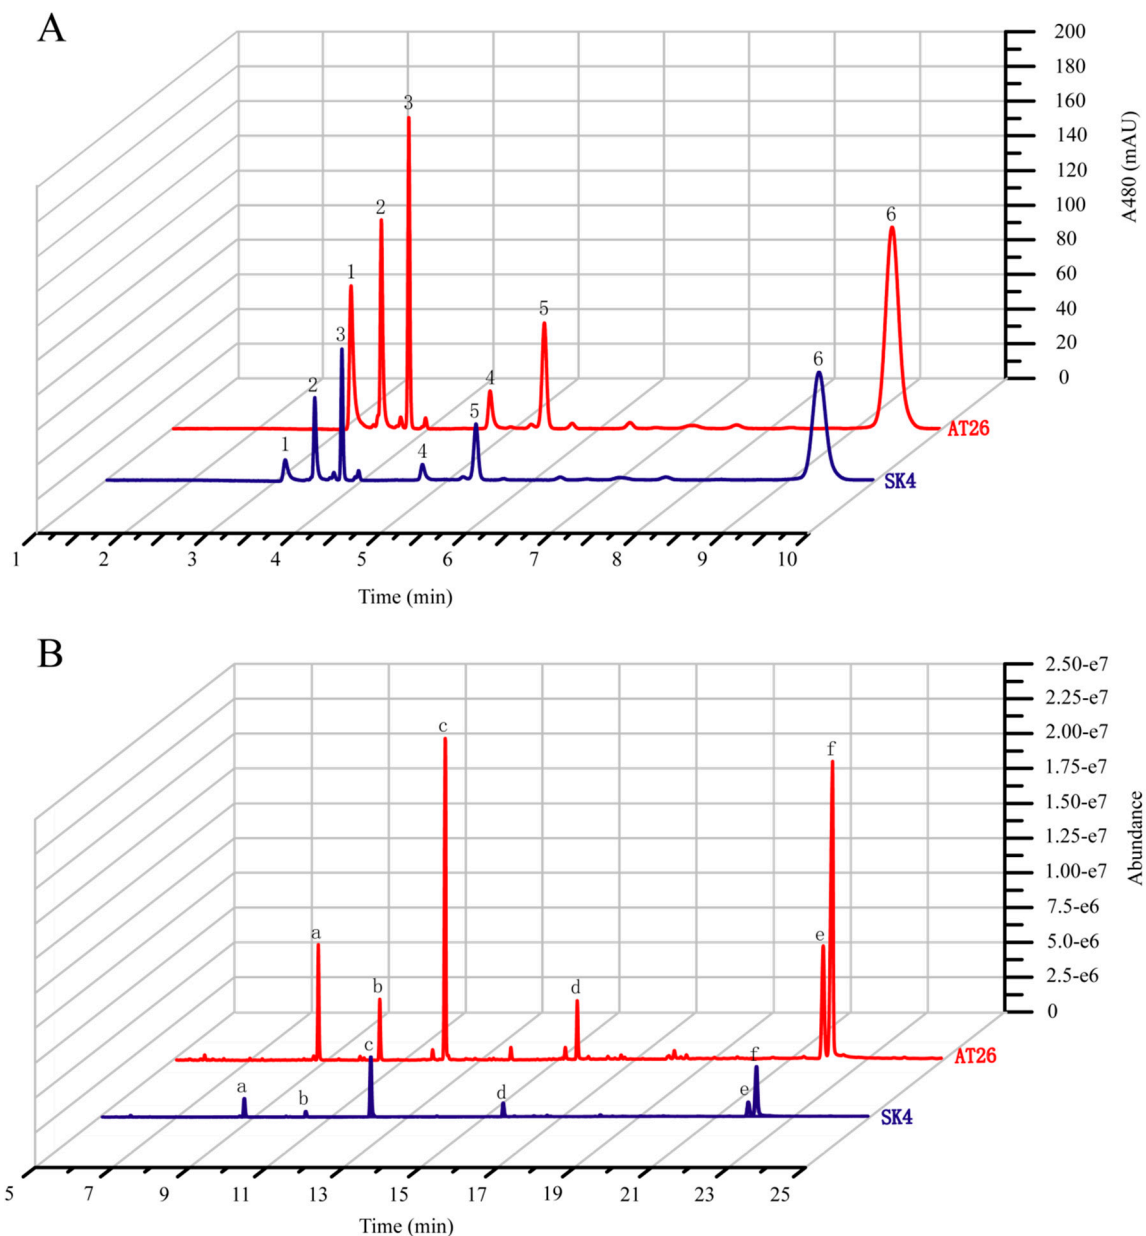 A
200
180
160
140
120
100
80
60
40
20
0
A480 (mAU)
3
2
1
6
5
4
AT26
3
2
1
4
5
6
SK4
1 2 3 4 5 6 7 8 9 10
Time (min)
B
2.50-e7
2.25-e7
2.00-e7
1.75-e7
1.50-e7
1.25-e7
1.00-e7
7.5-e6
5.0-e6
2.5-e6
0
Abundance
c
f
a
e
b
d
AT26
c
f
a
b
d
e
SK4
5 7 9 11 13 15 17 19 21 23 25
Time (min)